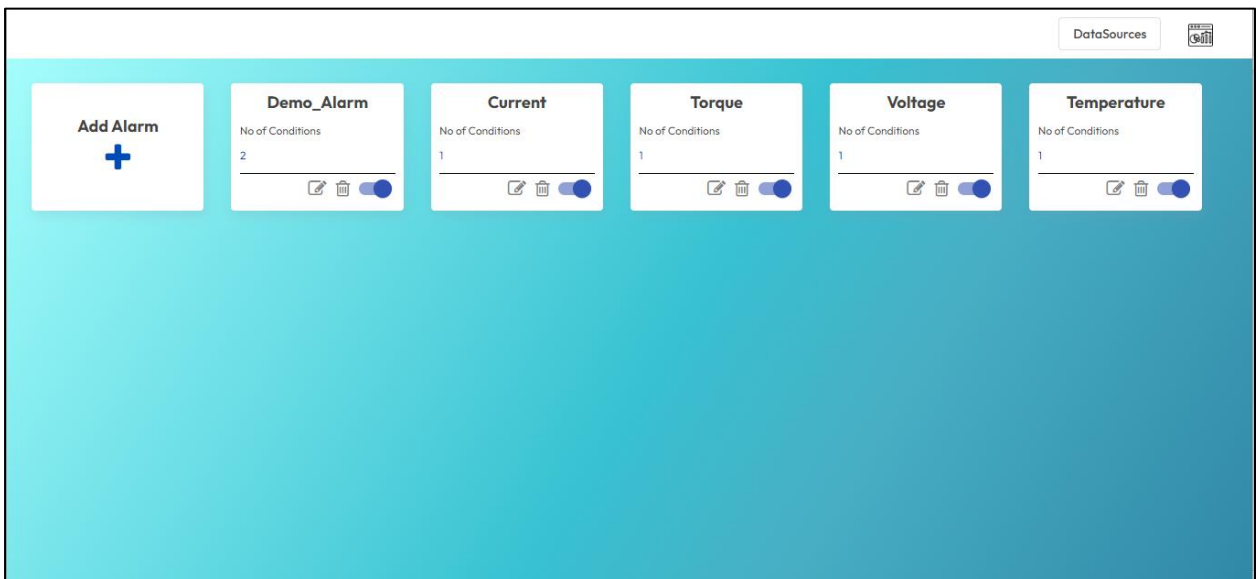 DataSources
Add Alarm
Demo_Alarm
No of Conditions
2
Current
No of Conditions
1
Torque
No of Conditions
1
Voltage
No of Conditions
1
Temperature
No of Conditions
1